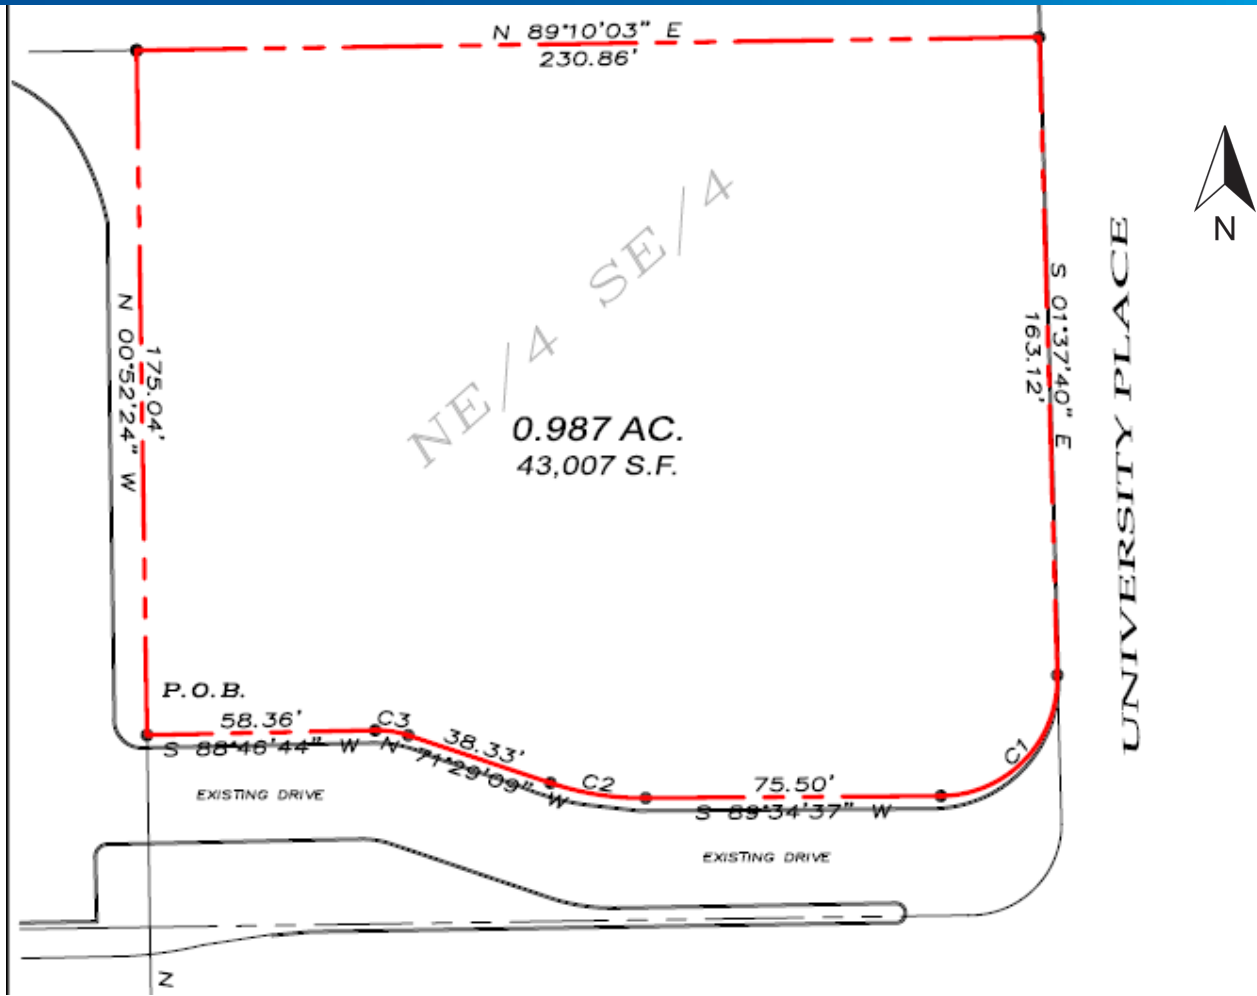 N 89°10'03" E
230.86'
N
NE/4 SE/4
S 01°37'40" E
163.12'
UNIVERSITY PLACE
175.04'
N 00°52'24" W
0.987 AC.
43,007 S.F.
P.O.B.
58.36'
S 88°46'44" W
C3
38.33'
N 71°29'09" W
C2
75.50'
S 89°34'37" W
C1
EXISTING DRIVE
EXISTING DRIVE
N